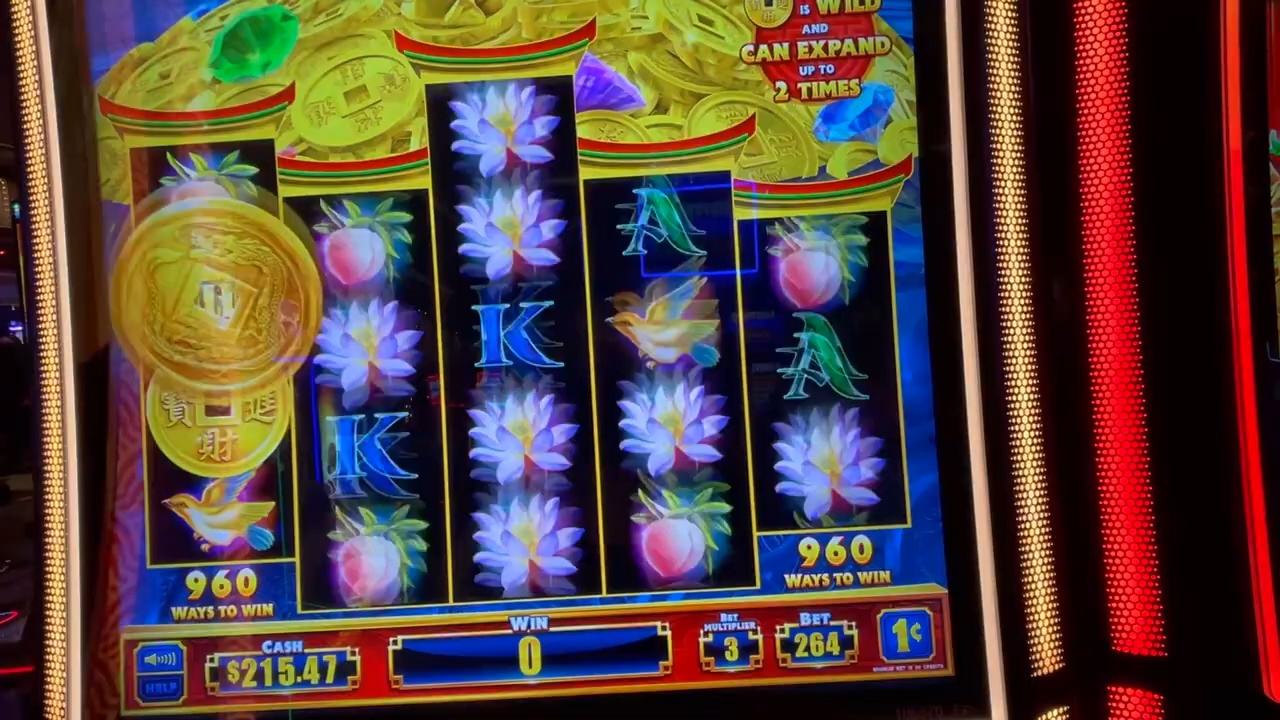 IS WILD
AND
CAN EXPAND
UP TO
2 TIMES
A
K
A
K
財
960
WAYS TO WIN
960
WAYS TO WIN
CASH
$215.47
HELP
WIN
0
BET
MULTIPLIER
3
BET
264
1¢